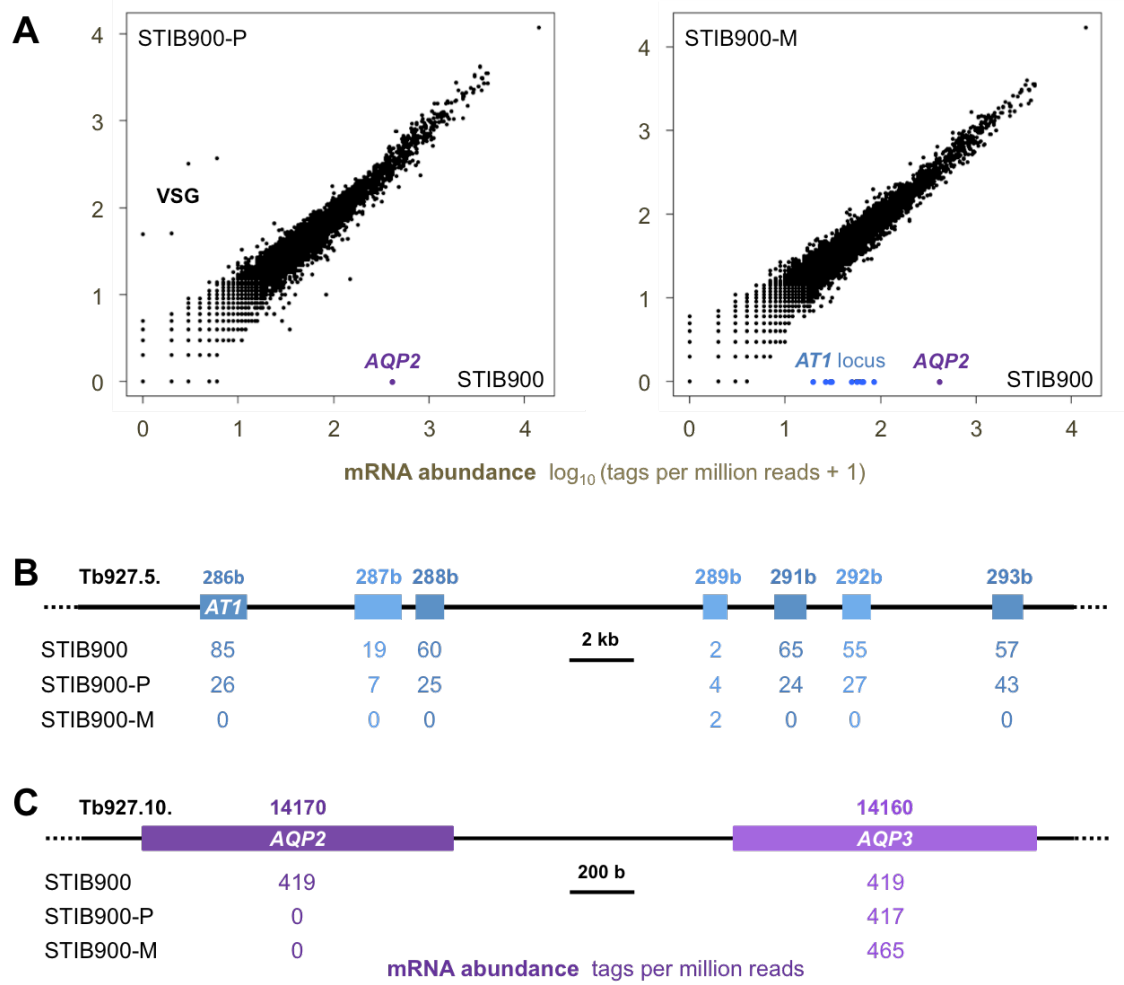 A
STIB900-P
VSG
AQP2
STIB900
4
3
2
1
0
0 1 2 3 4
STIB900-M
AT1 locus
AQP2
STIB900
4
3
2
1
0
0 1 2 3 4
mRNA abundance log10 (tags per million reads + 1)
B
Tb927.5. 286b 287b 288b 289b 291b 292b 293b
AT1
2 kb
STIB900 85 19 60 2 65 55 57
STIB900-P 26 7 25 4 24 27 43
STIB900-M 0 0 0 2 0 0 0
C
Tb927.10. 14170 14160
AQP2 AQP3
200 b
STIB900 419 419
STIB900-P 0 417
STIB900-M 0 465
mRNA abundance tags per million reads